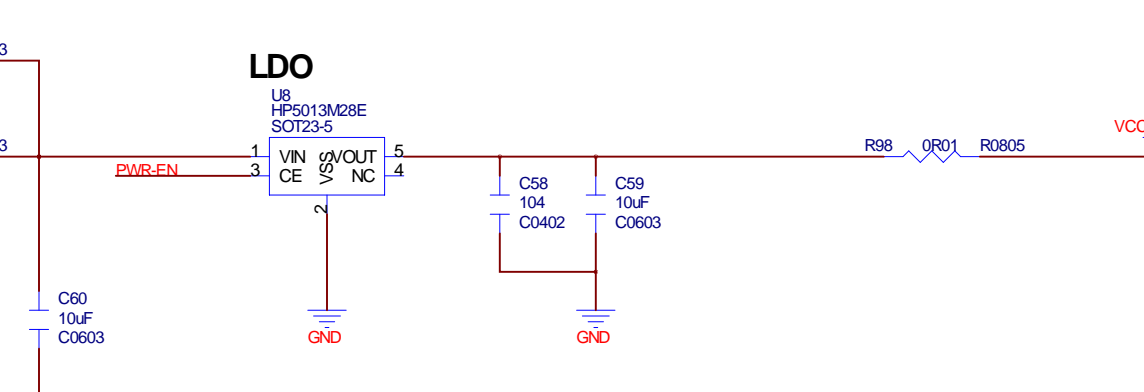 3
LDO
U8
HP5013M28E
SOT23-5
3
1
VIN
VSS
VOUT
5
PWR-EN
3
CE
NC
4
2
R98
0R01
R0805
C58
104
C0402
C59
10uF
C0603
C60
10uF
C0603
GND
GND